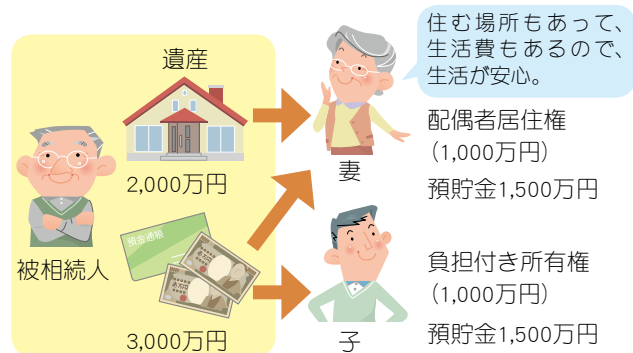 遺産
2,000万円
被相続人
預金通帳
3,000万円
妻
子
住む場所もあって、
生活費もあるので、
生活が安心。
配偶者居住権
(1,000万円)
預貯金1,500万円
負担付き所有権
(1,000万円)
預貯金1,500万円